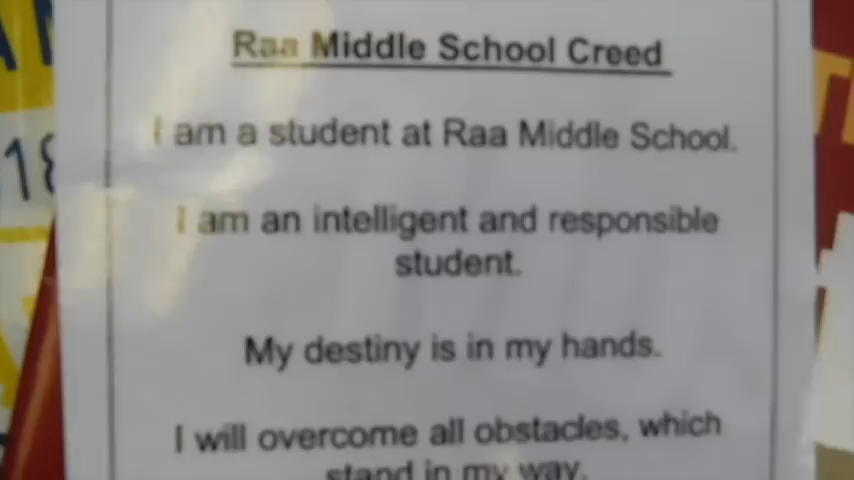 Raa Middle School Creed
I am a student at Raa Middle School.
I am an intelligent and responsible
student.
My destiny is in my hands.
I will overcome all obstacles, which
stand in my way.
18